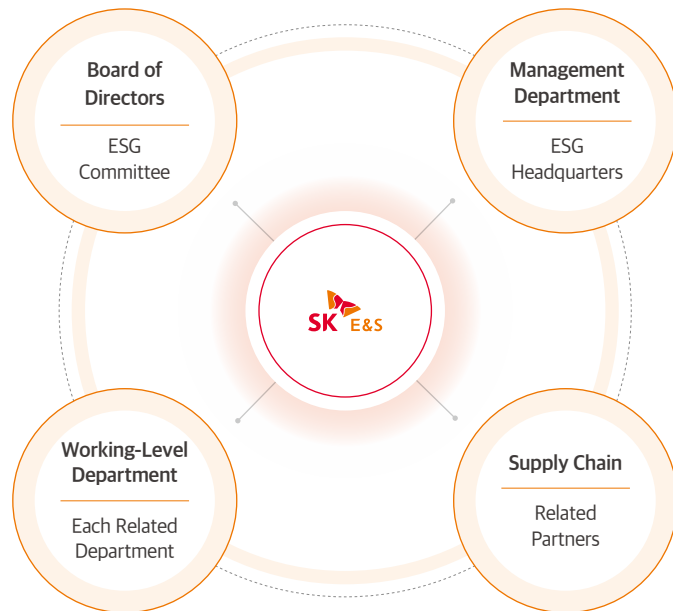 Board of
Directors
ESG
Committee
Management
Department
ESG
Headquarters
SK E&S
Working-Level
Department
Each Related
Department
Supply Chain
Related
Partners